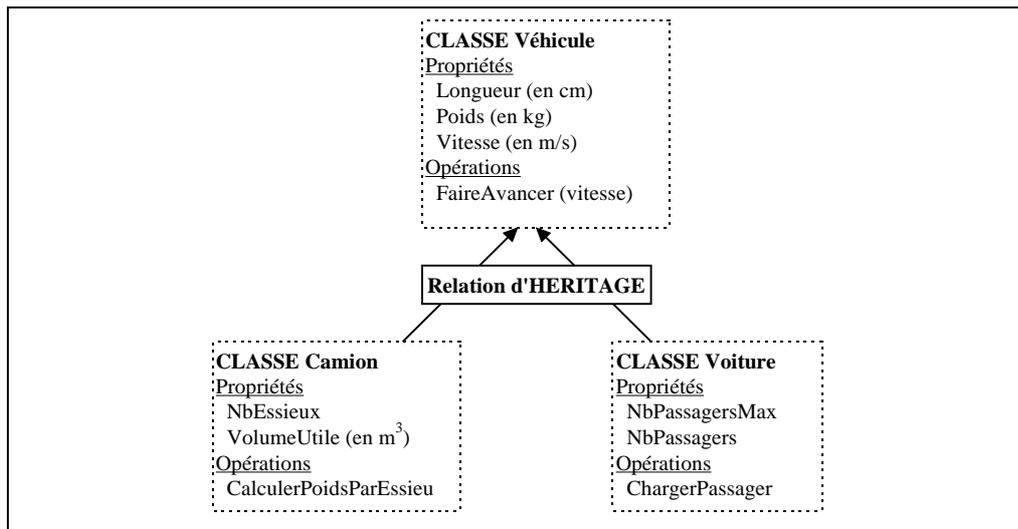 CLASSE Véhicule
Propriétés
Longueur (en cm)
Poids (en kg)
Vitesse (en m/s)
Opérations
FaireAvancer (vitesse)
Relation d'HERITAGE
CLASSE Camion
Propriétés
NbEssieux
VolumeUtile (en m³)
Opérations
CalculerPoidsParEssieu
CLASSE Voiture
Propriétés
NbPassagersMax
NbPassagers
Opérations
ChargerPassager